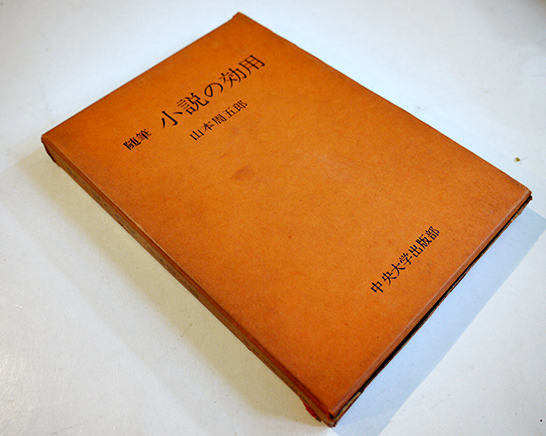 随筆 小説の効用
山本周五郎
中央大学出版部